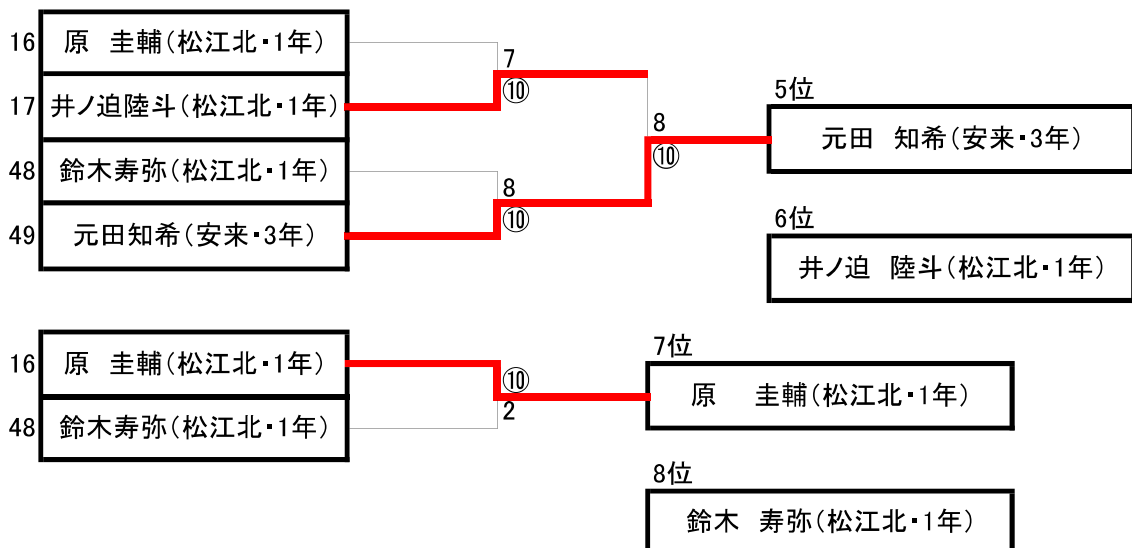 16 原　圭輔(松江北・1年)
7
17 井ノ迫陸斗(松江北・1年)
⑩
5位
元田　知希(安来・3年)
8
⑩
48 鈴木寿弥(松江北・1年)
8
49 元田知希(安来・3年)
⑩
6位
井ノ迫　陸斗(松江北・1年)
16 原　圭輔(松江北・1年)
⑩
48 鈴木寿弥(松江北・1年)
2
7位
原　圭輔(松江北・1年)
8位
鈴木　寿弥(松江北・1年)